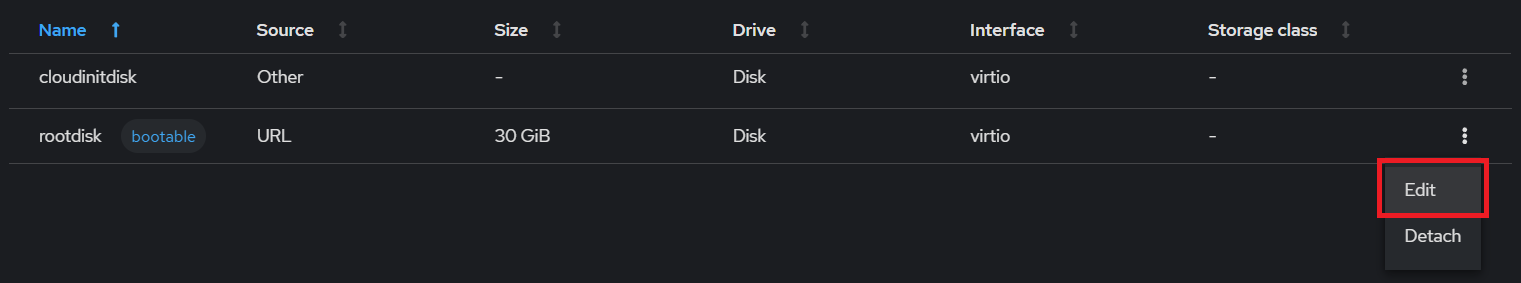 Name Source Size Drive Interface Storage class
cloudinitdisk Other - Disk virtio -
rootdisk bootable URL 30 GiB Disk virtio -
Edit
Detach